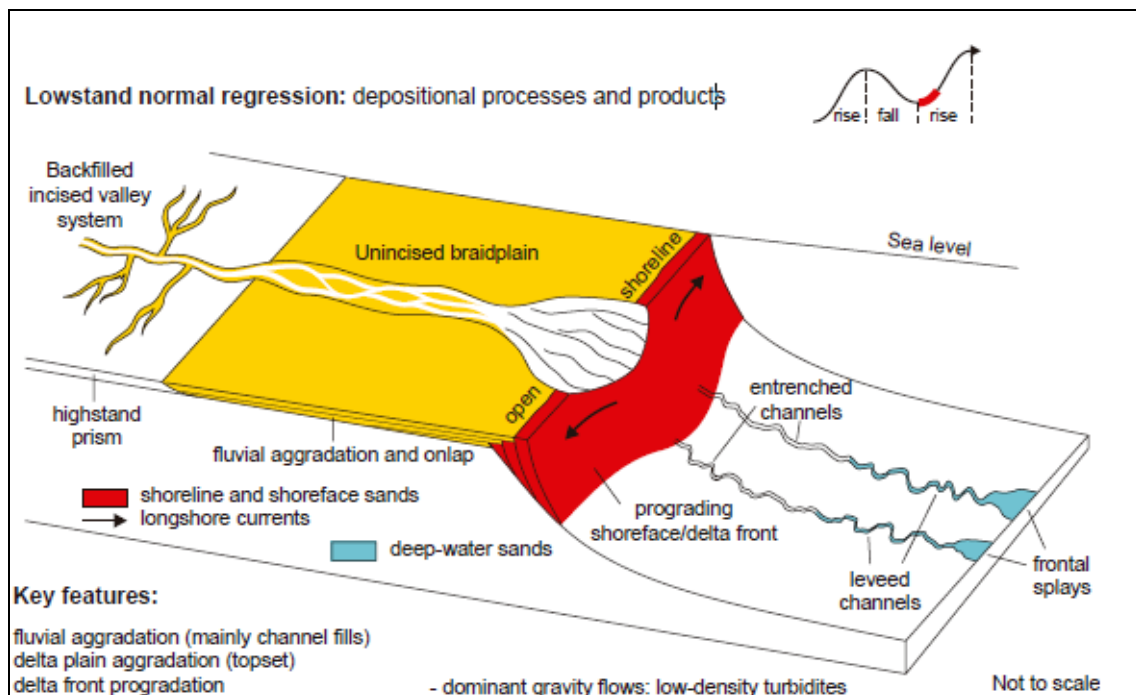 Lowstand normal regression: depositional processes and products
rise fall rise
Backfilled
incised valley
system
Unincised braidplain
shoreline
Sea level
highstand
prism
open
entrenched
channels
fluvial aggradation and onlap
shoreline and shoreface sands
longshore currents
prograding
shoreface/delta front
deep-water sands
leveed
channels
frontal
splays
Key features:
fluvial aggradation (mainly channel fills)
delta plain aggradation (topset)
delta front progradation
- dominant gravity flows: low-density turbidites
Not to scale